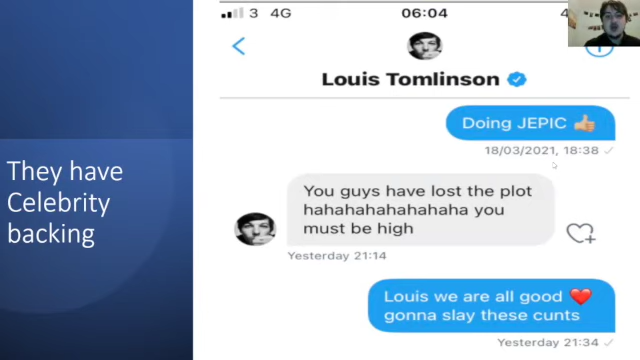 3 4G
06:04
4
Louis Tomlinson
Doing JEPIC 👍🏼
18/03/2021, 18:38
They have
Celebrity
backing
You guys have lost the plot
hahahahahahaha you
must be high
Yesterday 21:14
Louis we are all good ❤️
gonna slay these cunts
Yesterday 21:34